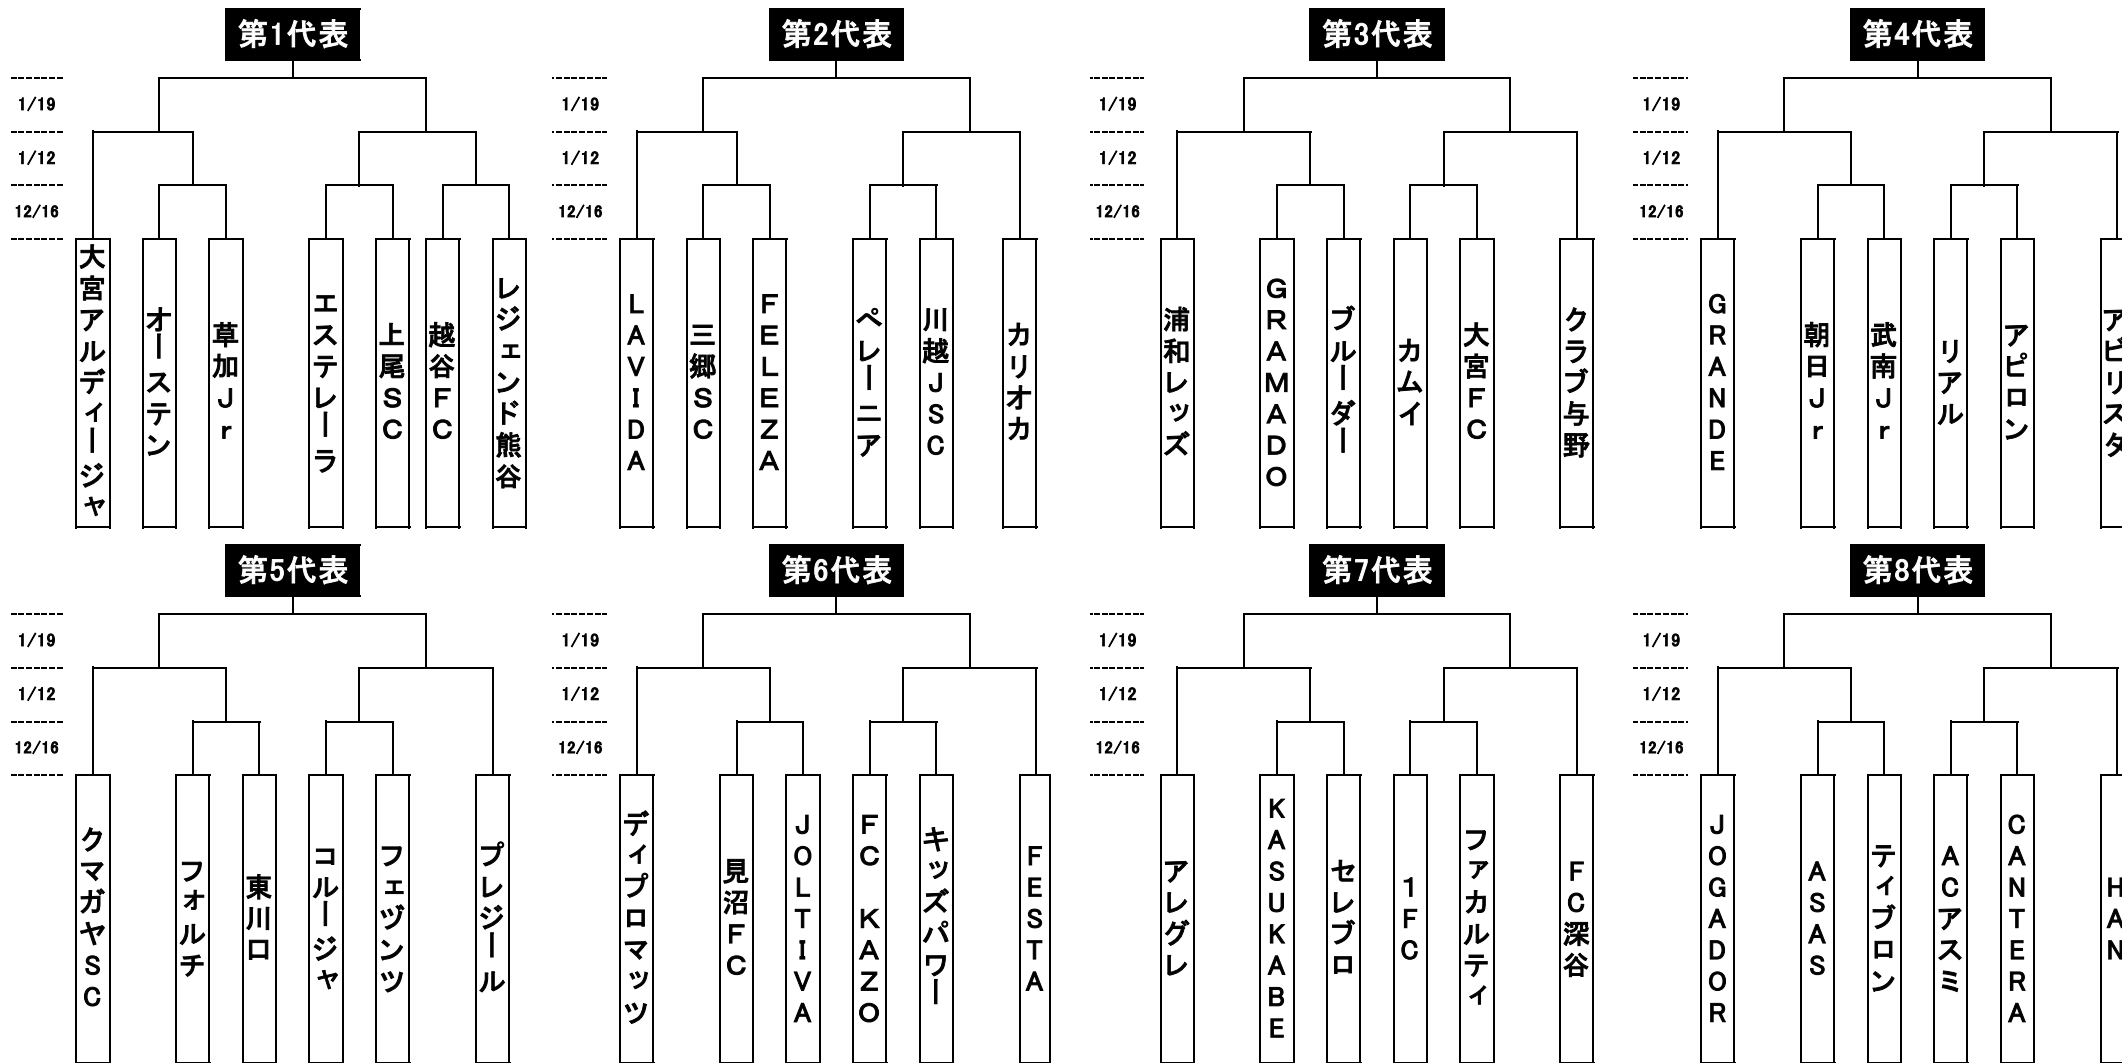 第1代表
第2代表
第3代表
第4代表
1/19
1/19
1/19
1/19
1/12
1/12
1/12
1/12
12/16
12/16
12/16
12/16
大宮アルディージャ
オーステン
草加Jr
エステレーラ
上尾SC
越谷FC
レジェンド熊谷
LAVIDA
三郷SC
FELEZA
ペレーニア
川越JSC
カリオカ
浦和レッズ
GRAMADO
ブルーダー
カムイ
大宮FC
クラブ与野
GRANDE
朝日Jr
武南Jr
リアル
アピロン
アビリスタ
第5代表
第6代表
第7代表
第8代表
1/19
1/19
1/19
1/19
1/12
1/12
1/12
1/12
12/16
12/16
12/16
12/16
クマガヤSC
フォルチ
東川口
コルージャ
フェヅンツ
プレジール
ディプロマッツ
見沼FC
JOLTIVA
FC KAZO
キッズパワー
FESTA
アレグレ
KASUKABE
セレブロ
1FC
ファカルティ
FC深谷
JOGADOR
ASAS
ティブロン
ACアスミ
CANTERA
HAN